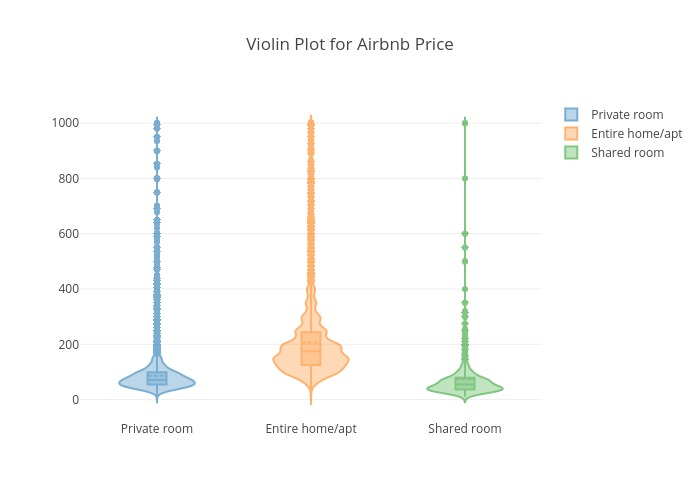 Violin Plot for Airbnb Price
1000
800
600
400
200
0
Private room
Entire home/apt
Shared room
Private room
Entire home/apt
Shared room